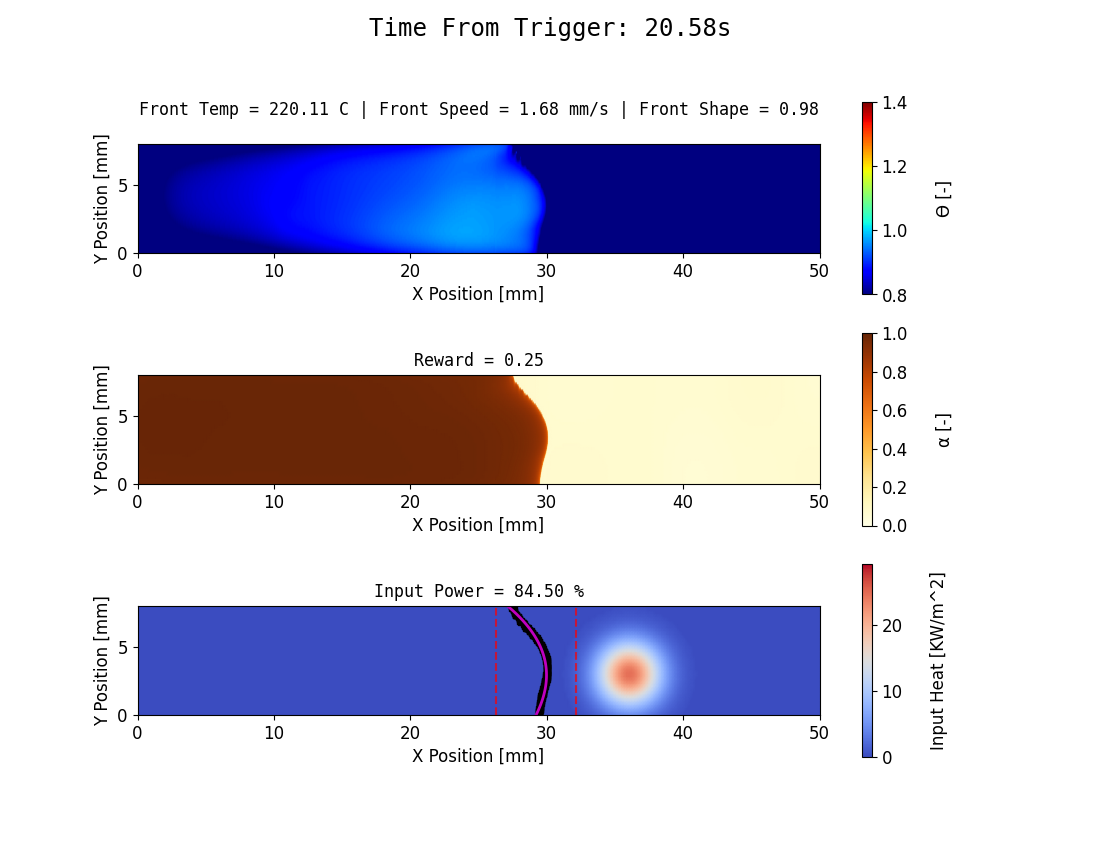 Time From Trigger: 20.58s
Front Temp = 220.11 C | Front Speed = 1.68 mm/s | Front Shape = 0.98
Y Position [mm]
5
0
0 10 20 30 40 50
X Position [mm]
1.4
1.2
1.0
0.8
Θ [-]
Reward = 0.25
Y Position [mm]
5
0
0 10 20 30 40 50
X Position [mm]
1.0
0.8
0.6
0.4
0.2
0.0
α [-]
Input Power = 84.50 %
Y Position [mm]
5
0
0 10 20 30 40 50
X Position [mm]
20
10
0
Input Heat [KW/m^2]